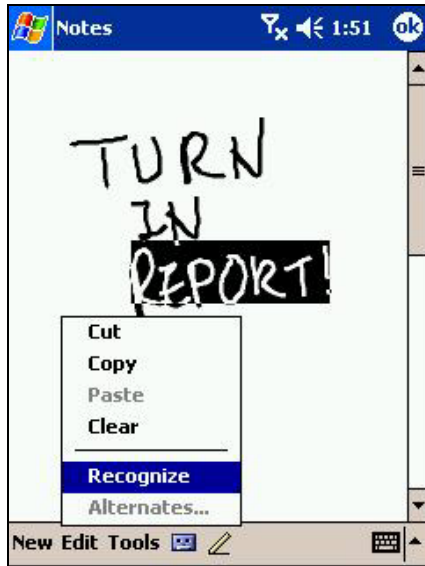 Notes 1:51 ok
TURN
IN
REPORT!
Cut
Copy
Paste
Clear
Recognize
Alternates...
New Edit Tools